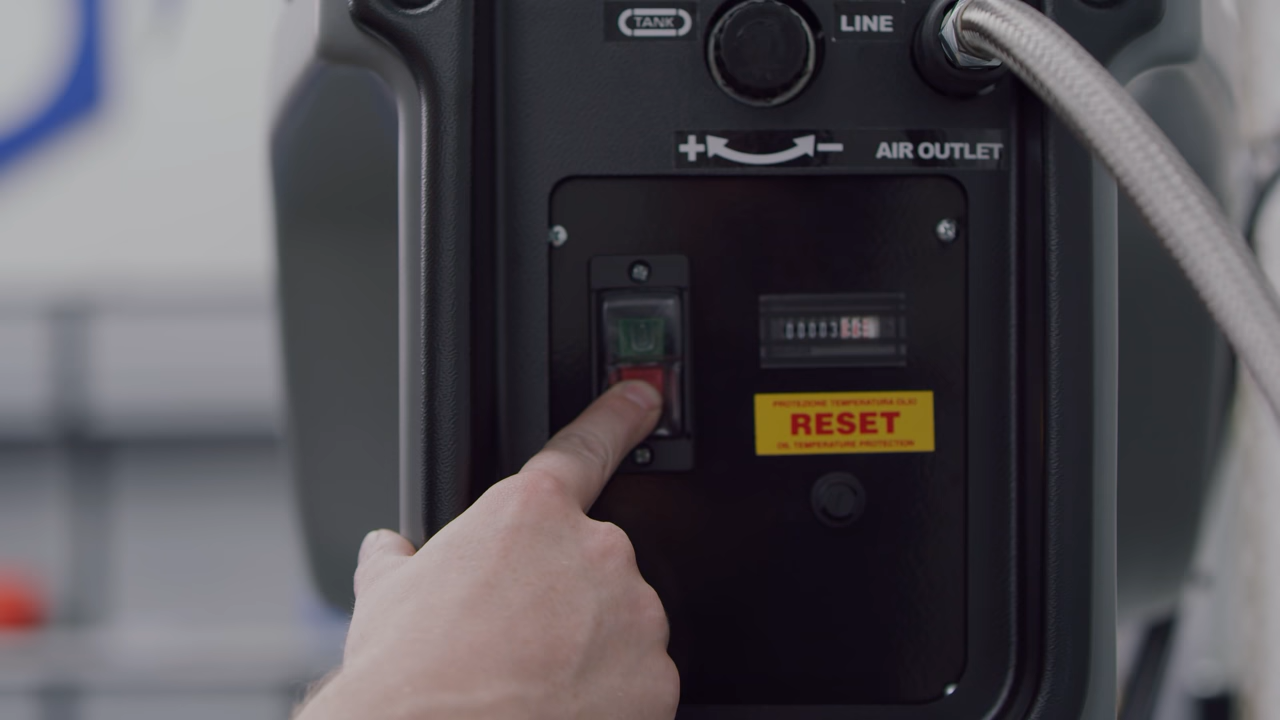 TANK
LINE
+ −
AIR OUTLET
PROTEZIONE TEMPERATURA OLIO
RESET
OIL TEMPERATURE PROTECTION